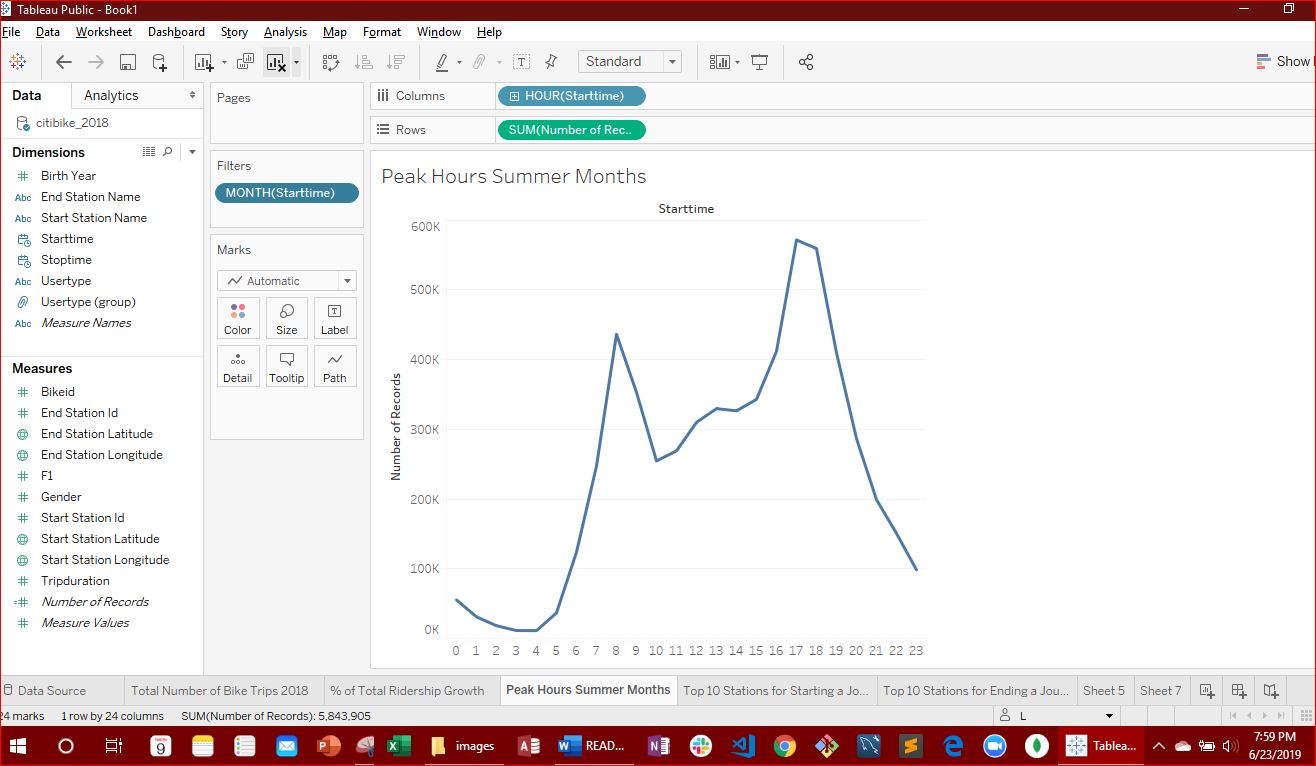 Tableau Public - Book1
File Data Worksheet Dashboard Story Analysis Map Format Window Help
Standard
Show
Data Analytics
citibike_2018
Dimensions
Birth Year
Abc End Station Name
Abc Start Station Name
Starttime
Stoptime
Abc Usertype
Usertype (group)
Abc Measure Names
Measures
Bikeid
End Station Id
End Station Latitude
End Station Longitude
F1
Gender
Start Station Id
Start Station Latitude
Start Station Longitude
Tripduration
Number of Records
Measure Values
Pages
Filters
MONTH(Starttime)
Marks
Automatic
Color Size Label
Detail Tooltip Path
Columns HOUR(Starttime)
Rows SUM(Number of Rec..
Peak Hours Summer Months
Starttime
600K
500K
400K
300K
200K
100K
0K
Number of Records
0 1 2 3 4 5 6 7 8 9 10 11 12 13 14 15 16 17 18 19 20 21 22 23
Data Source Total Number of Bike Trips 2018 % of Total Ridership Growth Peak Hours Summer Months Top 10 Stations for Starting a Jo... Top 10 Stations for Ending a Jou... Sheet 5 Sheet 7
24 marks 1 row by 24 columns SUM(Number of Records): 5,843,905 L
9 images READ... Tablea... 7:59 PM
6/23/2019